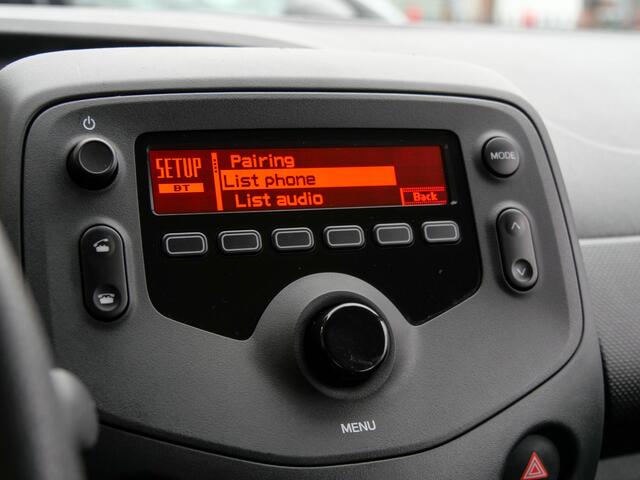 SETUP
BT
Pairing
List phone
List audio
Back
MODE
MENU